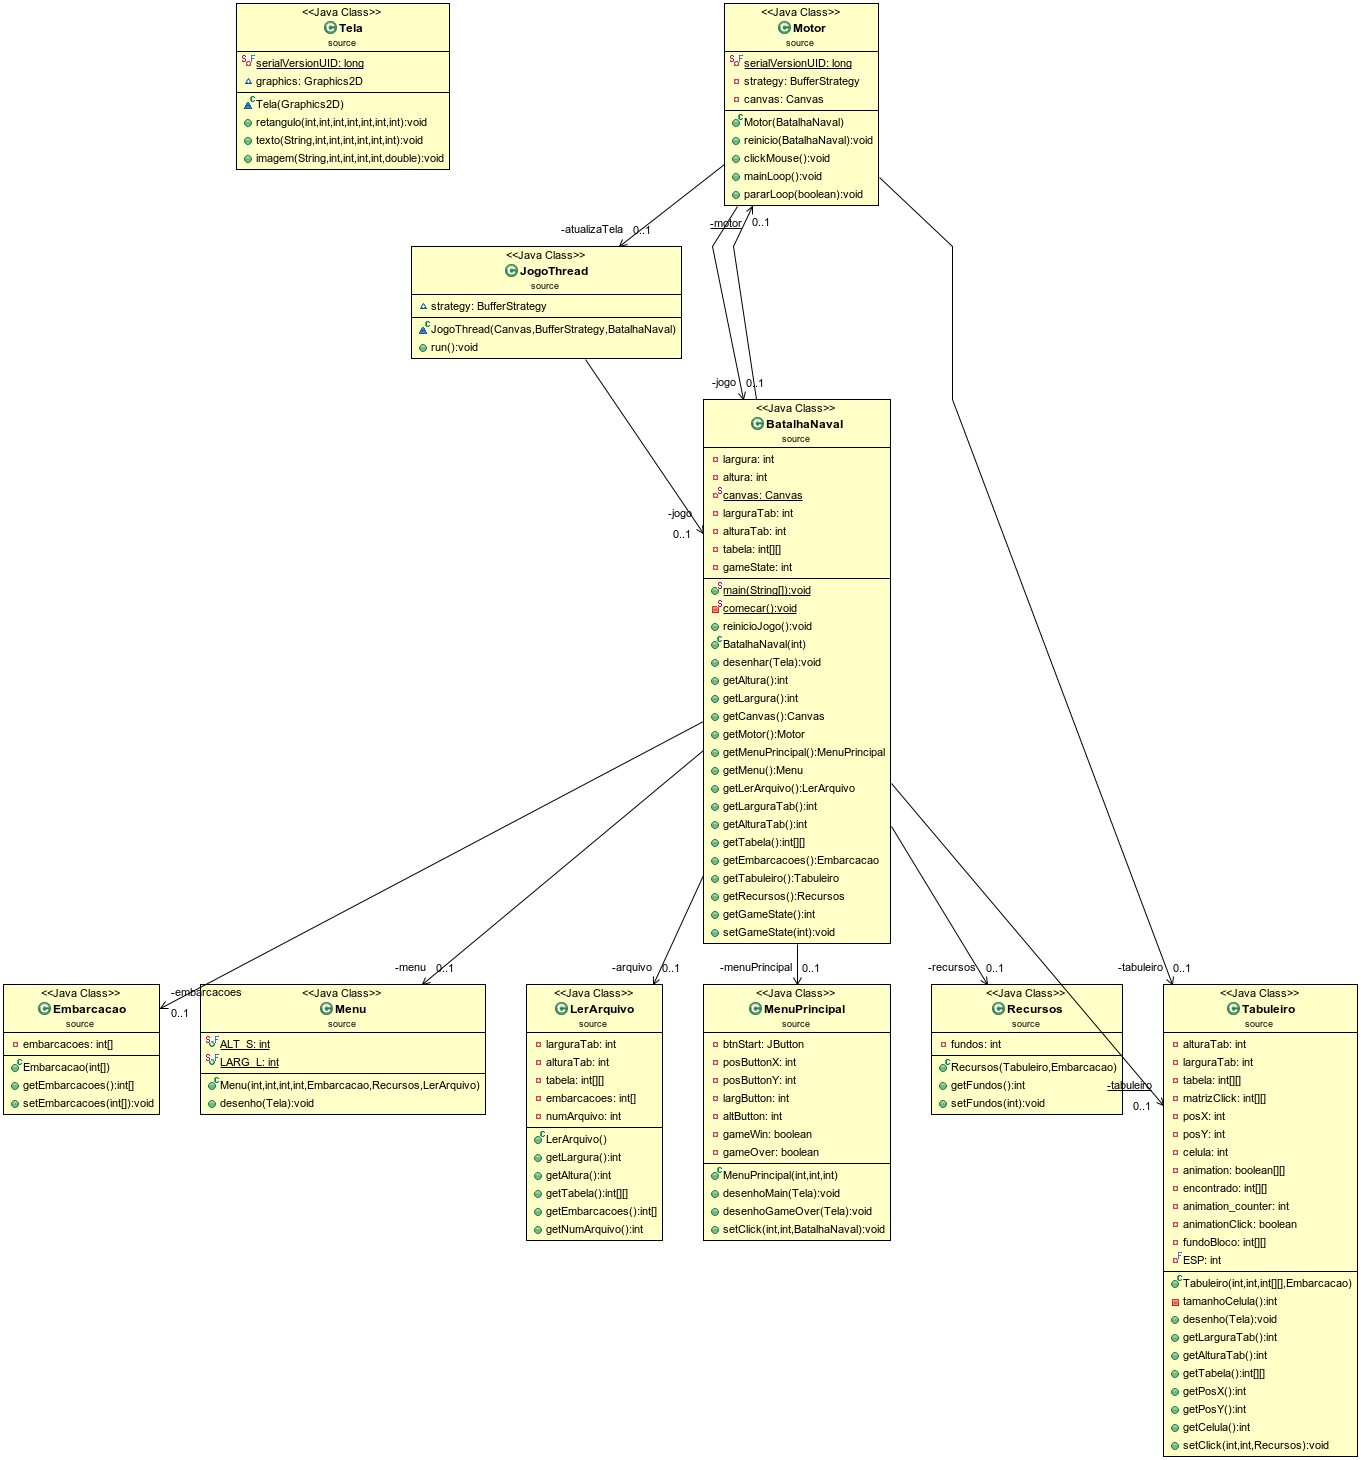 <<Java Class>>
Tela
source
serialVersionUID: long
graphics: Graphics2D
Tela(Graphics2D)
retangulo(int,int,int,int,int,int,int):void
texto(String,int,int,int,int,int,int):void
imagem(String,int,int,int,int,double):void
<<Java Class>>
Motor
source
serialVersionUID: long
strategy: BufferStrategy
canvas: Canvas
Motor(BatalhaNaval)
reinicio(BatalhaNaval):void
clickMouse():void
mainLoop():void
pararLoop(boolean):void
-atualizaTela 0..1
-motor 0..1
<<Java Class>>
JogoThread
source
strategy: BufferStrategy
JogoThread(Canvas,BufferStrategy,BatalhaNaval)
run():void
-jogo 0..1
-jogo
0..1
<<Java Class>>
BatalhaNaval
source
largura: int
altura: int
canvas: Canvas
larguraTab: int
alturaTab: int
tabela: int[][]
gameState: int
main(String[]):void
comecar():void
reinicioJogo():void
BatalhaNaval(int)
desenhar(Tela):void
getAltura():int
getLargura():int
getCanvas():Canvas
getMotor():Motor
getMenuPrincipal():MenuPrincipal
getMenu():Menu
getLerArquivo():LerArquivo
getLarguraTab():int
getAlturaTab():int
getTabela():int[][]
getEmbarcacoes():Embarcacao
getTabuleiro():Tabuleiro
getRecursos():Recursos
getGameState():int
setGameState(int):void
-embarcacoes
0..1
-menu 0..1
-arquivo 0..1
-menuPrincipal 0..1
-recursos 0..1
-tabuleiro 0..1
-tabuleiro
0..1
<<Java Class>>
Embarcacao
source
embarcacoes: int[]
Embarcacao(int[])
getEmbarcacoes():int[]
setEmbarcacoes(int[]):void
<<Java Class>>
Menu
source
ALT_S: int
LARG_L: int
Menu(int,int,int,int,Embarcacao,Recursos,LerArquivo)
desenho(Tela):void
<<Java Class>>
LerArquivo
source
larguraTab: int
alturaTab: int
tabela: int[][]
embarcacoes: int[]
numArquivo: int
LerArquivo()
getLargura():int
getAltura():int
getTabela():int[][]
getEmbarcacoes():int[]
getNumArquivo():int
<<Java Class>>
MenuPrincipal
source
btnStart: JButton
posButtonX: int
posButtonY: int
largButton: int
altButton: int
gameWin: boolean
gameOver: boolean
MenuPrincipal(int,int,int)
desenhoMain(Tela):void
desenhoGameOver(Tela):void
setClick(int,int,BatalhaNaval):void
<<Java Class>>
Recursos
source
fundos: int
Recursos(Tabuleiro,Embarcacao)
getFundos():int
setFundos(int):void
<<Java Class>>
Tabuleiro
source
alturaTab: int
larguraTab: int
tabela: int[][]
matrizClick: int[][]
posX: int
posY: int
celula: int
animation: boolean[][]
encontrado: int[][]
animation_counter: int
animationClick: boolean
fundoBloco: int[][]
ESP: int
Tabuleiro(int,int,int[][],Embarcacao)
tamanhoCelula():int
desenho(Tela):void
getLarguraTab():int
getAlturaTab():int
getTabela():int[][]
getPosX():int
getPosY():int
getCelula():int
setClick(int,int,Recursos):void